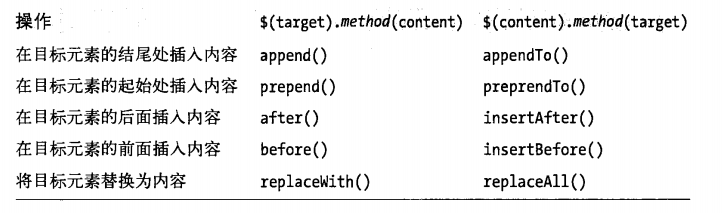 操作 $(target).method(content) $(content).method(target)
在目标元素的结尾处插入内容 append() appendTo()
在目标元素的起始处插入内容 prepend() preprendTo()
在目标元素的后面插入内容 after() insertAfter()
在目标元素的前面插入内容 before() insertBefore()
将目标元素替换为内容 replaceWith() replaceAll()